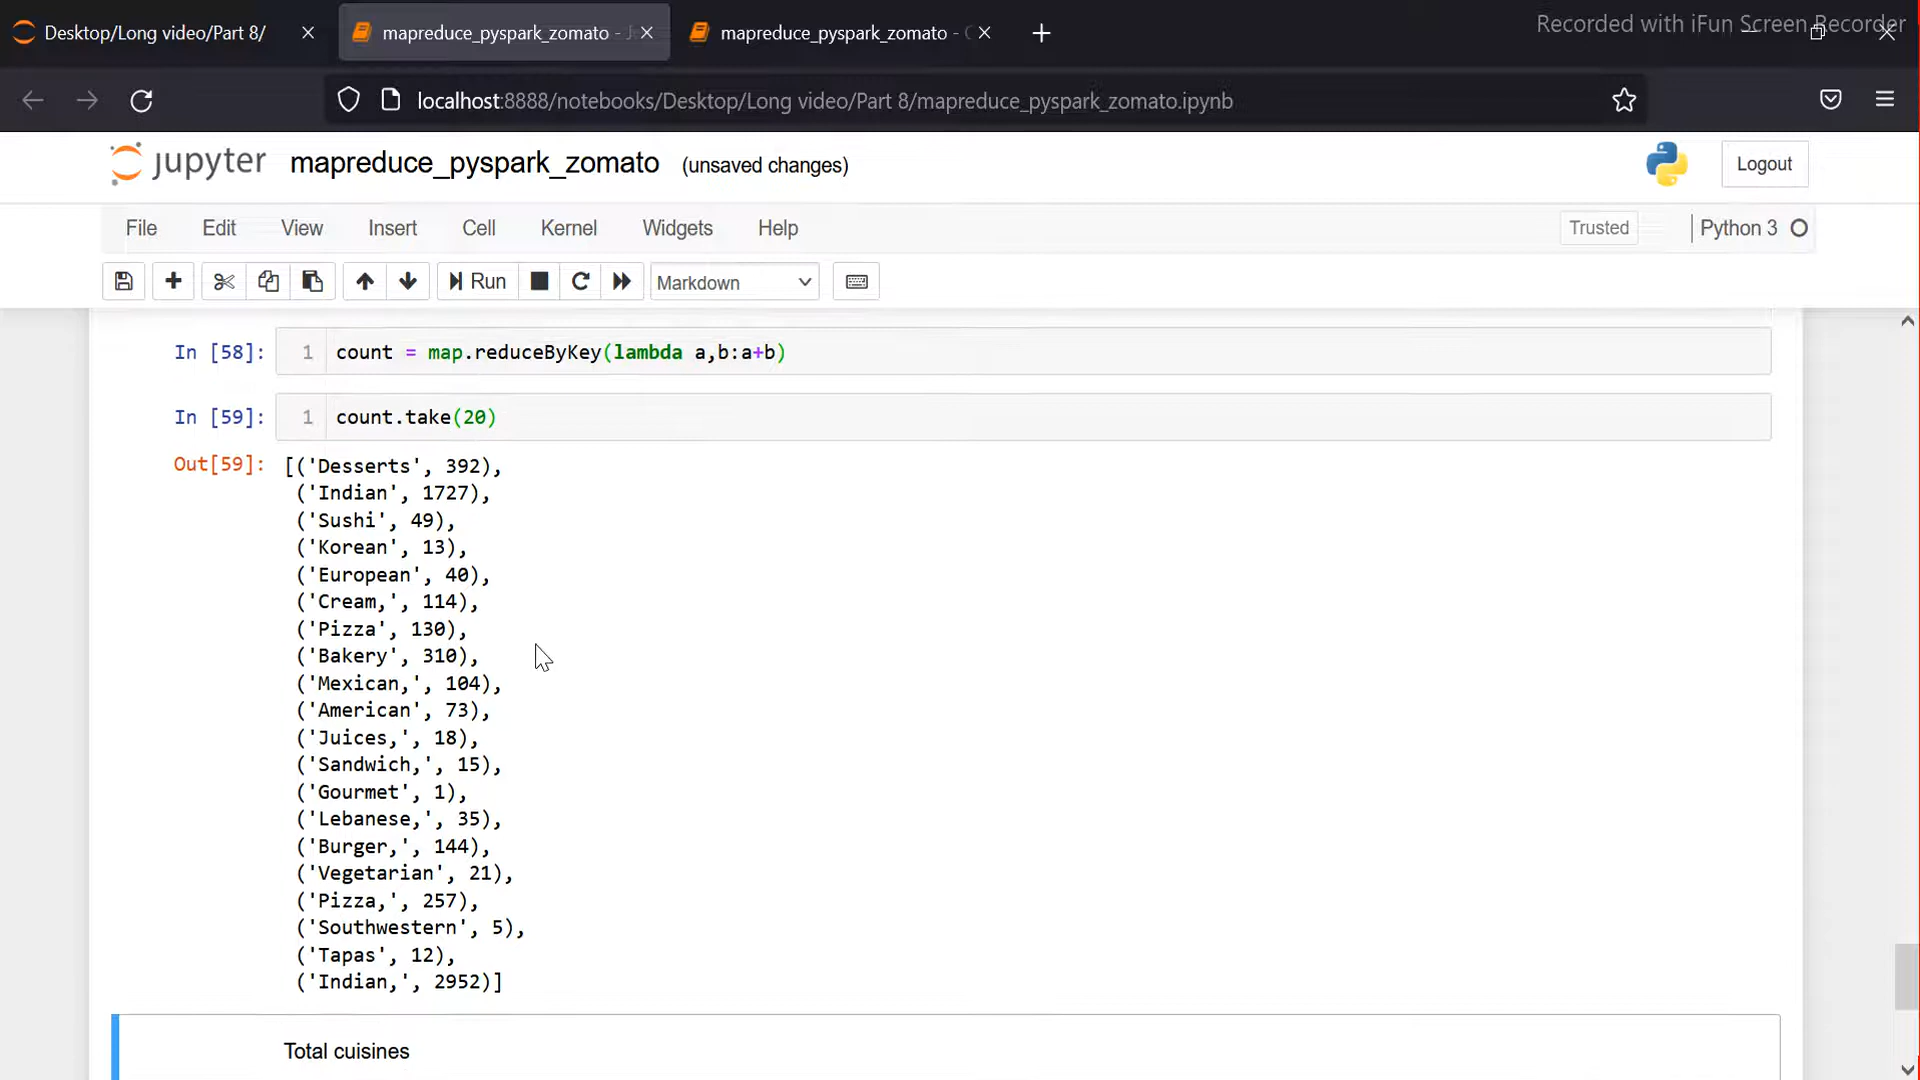 Recorded with iFun Screen Recorder
Desktop/Long video/Part 8/
mapreduce_pyspark_zomato - J
mapreduce_pyspark_zomato - C
localhost:8888/notebooks/Desktop/Long video/Part 8/mapreduce_pyspark_zomato.ipynb
jupyter mapreduce_pyspark_zomato (unsaved changes)
Logout
File Edit View Insert Cell Kernel Widgets Help Trusted Python 3
Run Markdown
In [58]: 1 count = map.reduceByKey(lambda a,b:a+b)
In [59]: 1 count.take(20)
Out[59]: [('Desserts', 392),
('Indian', 1727),
('Sushi', 49),
('Korean', 13),
('European', 40),
('Cream,', 114),
('Pizza', 130),
('Bakery', 310),
('Mexican,', 104),
('American', 73),
('Juices,', 18),
('Sandwich,', 15),
('Gourmet', 1),
('Lebanese,', 35),
('Burger,', 144),
('Vegetarian', 21),
('Pizza,', 257),
('Southwestern', 5),
('Tapas', 12),
('Indian,', 2952)]
Total cuisines